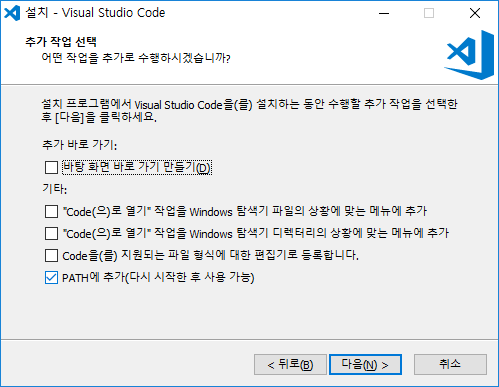 설치 - Visual Studio Code
추가 작업 선택
어떤 작업을 추가로 수행하시겠습니까?
설치 프로그램에서 Visual Studio Code을(를) 설치하는 동안 수행할 추가 작업을 선택한
후 [다음]을 클릭하세요.
추가 바로 가기:
바탕 화면 바로 가기 만들기(D)
기타:
"Code(으)로 열기" 작업을 Windows 탐색기 파일의 상황에 맞는 메뉴에 추가
"Code(으)로 열기" 작업을 Windows 탐색기 디렉터리의 상황에 맞는 메뉴에 추가
Code을(를) 지원되는 파일 형식에 대한 편집기로 등록합니다.
PATH에 추가(다시 시작한 후 사용 가능)
< 뒤로(B) 다음(N) > 취소